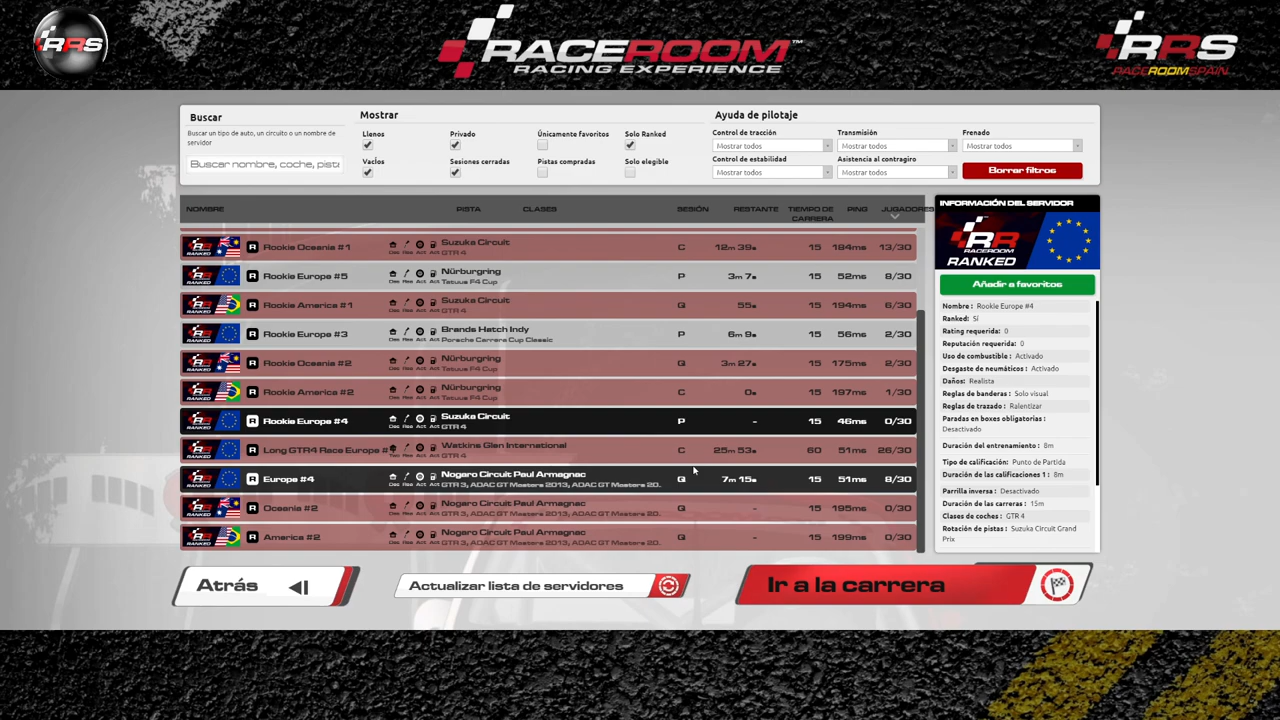 RRS
RACEROOM™
RACING EXPERIENCE
RRS
RACEROOMSPAIN
Buscar
Buscar un tipo de auto, un circuito o un nombre de
servidor
Buscar nombre, coche, pista
Mostrar
Llenos
Privado
Únicamente favoritos
Solo Ranked
Vacíos
Sesiones cerradas
Pistas compradas
Solo elegible
Ayuda de pilotaje
Control de tracción
Transmisión
Frenado
Mostrar todos
Mostrar todos
Mostrar todos
Control de estabilidad
Asistencia al contragiro
Mostrar todos
Mostrar todos
Borrar filtros
NOMBRE PISTA CLASES SESIÓN RESTANTE TIEMPO DE CARRERA PING JUGADORES
R Rookie Oceania #1 Suzuka Circuit C 12m 39s 15 184ms 13/30
GTR 4
R Rookie Europe #5 Nürburgring P 3m 7s 15 52ms 8/30
Tatuus F4 Cup
R Rookie America #1 Suzuka Circuit Q 55s 15 194ms 6/30
GTR 4
R Rookie Europe #3 Brands Hatch Indy P 6m 9s 15 56ms 2/30
Porsche Carrera Cup Classic
R Rookie Oceania #2 Nürburgring Q 3m 27s 15 175ms 2/30
Tatuus F4 Cup
R Rookie America #2 Nürburgring C 0s 15 197ms 1/30
Tatuus F4 Cup
R Rookie Europe #4 Suzuka Circuit P - 15 46ms 0/30
GTR 4
R Long GTR4 Race Europe # Watkins Glen International C 25m 53s 60 51ms 26/30
GTR 4
R Europe #4 Nogaro Circuit Paul Armagnac Q 7m 15s 15 51ms 8/30
GTR 3, ADAC GT Masters 2013, ADAC GT Masters 20..
R Oceania #2 Nogaro Circuit Paul Armagnac Q - 15 195ms 0/30
GTR 3, ADAC GT Masters 2013, ADAC GT Masters 20..
R America #2 Nogaro Circuit Paul Armagnac Q - 15 199ms 0/30
GTR 3, ADAC GT Masters 2013, ADAC GT Masters 20..
INFORMACIÓN DEL SERVIDOR
RR
RACEROOM
RANKED
Añadir a favoritos
Nombre : Rookie Europe #4
Ranked: Sí
Rating requerida: 0
Reputación requerida: 0
Uso de combustible : Activado
Desgaste de neumáticos : Activado
Daños: Realista
Reglas de banderas : Solo visual
Reglas de trazado : Ralentizar
Paradas en boxes obligatorias :
Desactivado
Duración del entrenamiento : 8m
Tipo de calificación: Punto de Partida
Duración de las calificaciones 1 : 8m
Parrilla inversa : Desactivado
Duración de las carreras : 15m
Clases de coches : GTR 4
Rotación de pistas : Suzuka Circuit Grand
Prix
Atrás
Actualizar lista de servidores
Ir a la carrera